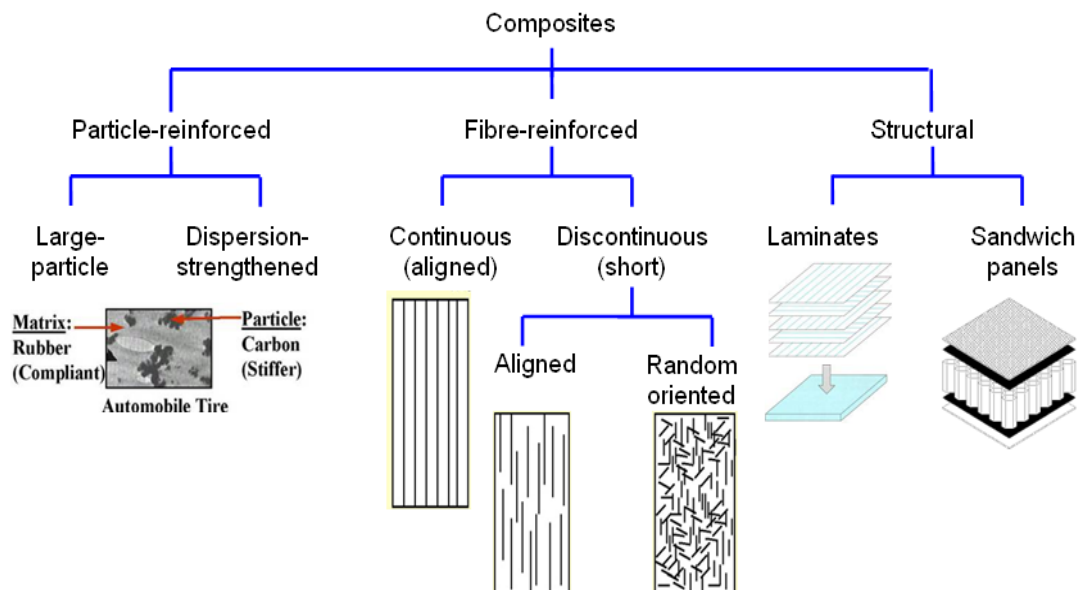 Composites
Particle-reinforced
Fibre-reinforced
Structural
Large-
particle
Dispersion-
strengthened
Continuous
(aligned)
Discontinuous
(short)
Laminates
Sandwich
panels
Matrix:
Rubber
(Compliant)
Particle:
Carbon
(Stiffer)
Automobile Tire
Aligned
Random
oriented